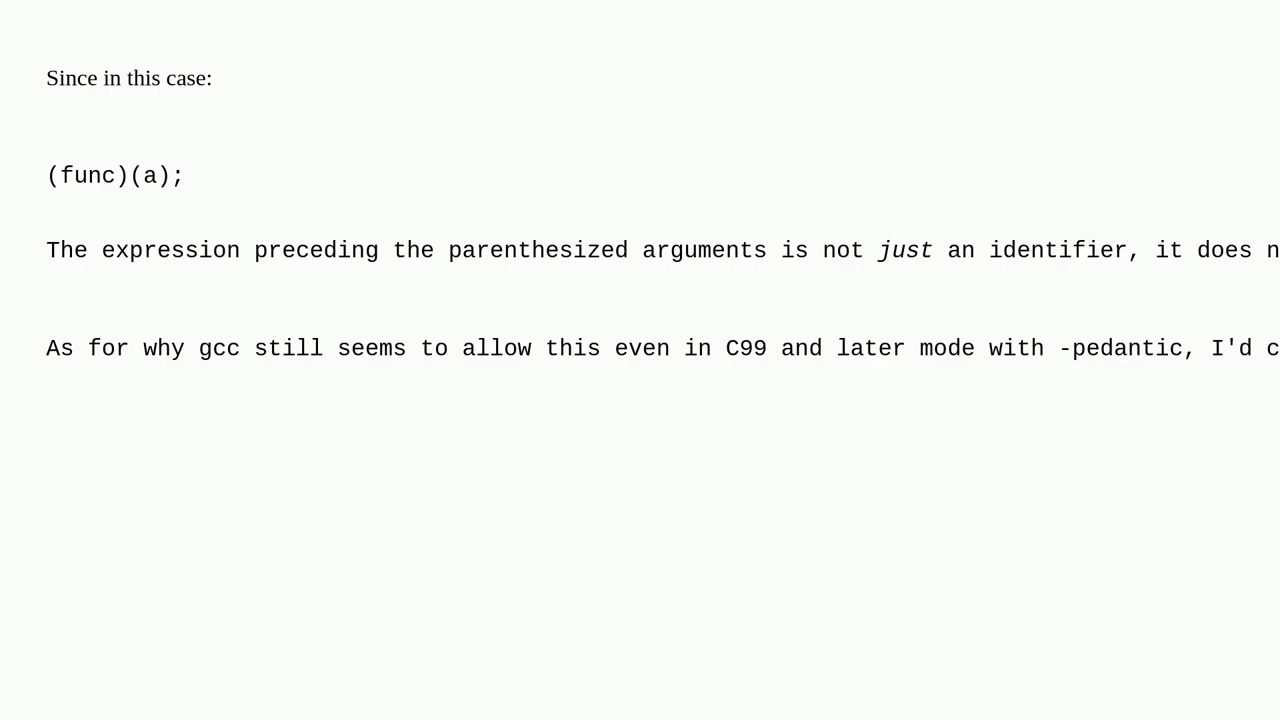 Since in this case:
(func)(a);
The expression preceding the parenthesized arguments is not just an identifier, it does
As for why gcc still seems to allow this even in C99 and later mode with -pedantic, I'd